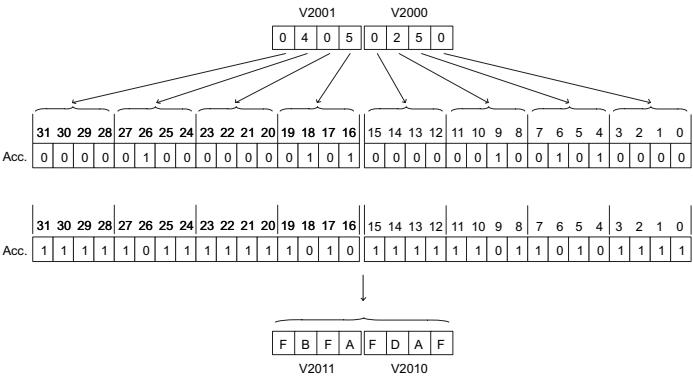 V2001 V2000
0 4 0 5 0 2 5 0
31 30 29 28 27 26 25 24 23 22 21 20 19 18 17 16 15 14 13 12 11 10 9 8 7 6 5 4 3 2 1 0
Acc. 0 0 0 0 0 1 0 0 0 0 0 0 0 1 0 1 0 0 0 0 0 0 1 0 0 1 0 1 0 0 0 0
31 30 29 28 27 26 25 24 23 22 21 20 19 18 17 16 15 14 13 12 11 10 9 8 7 6 5 4 3 2 1 0
Acc. 1 1 1 1 1 0 1 1 1 1 1 1 1 0 1 0 1 1 1 1 1 1 0 1 1 0 1 0 1 1 1 1
F B F A F D A F
V2011 V2010